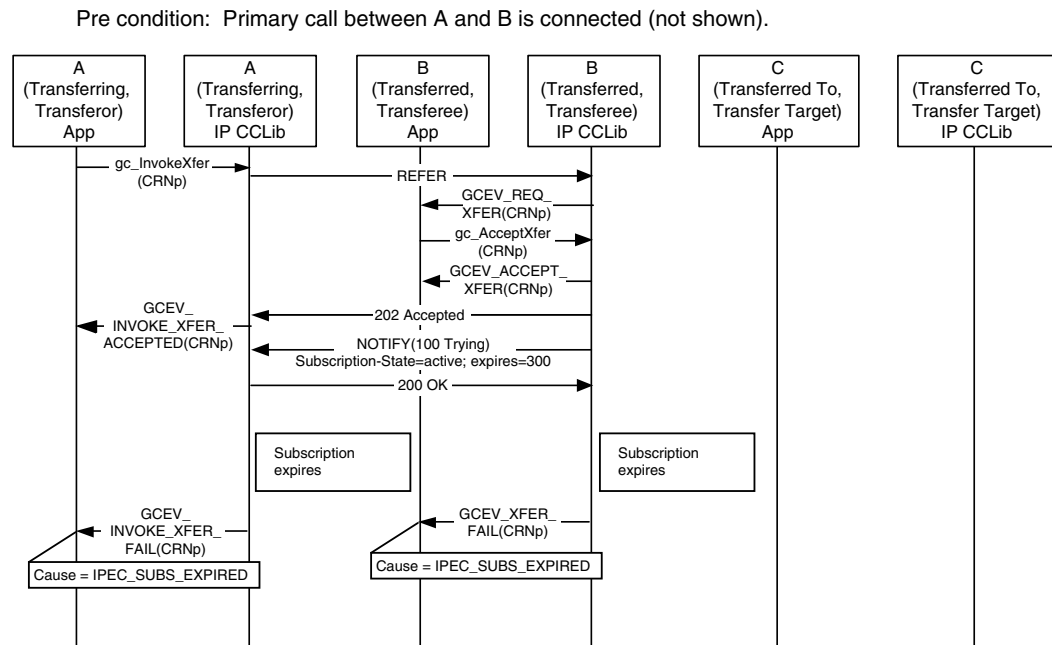 Pre condition: Primary call between A and B is connected (not shown).
A
(Transferring,
Transferor)
App
A
(Transferring,
Transferor)
IP CCLib
B
(Transferred,
Transferee)
App
B
(Transferred,
Transferee)
IP CCLib
C
(Transferred To,
Transfer Target)
App
C
(Transferred To,
Transfer Target)
IP CCLib
gc_InvokeXfer
(CRNp)
REFER
GCEV_REQ_
XFER(CRNp)
gc_AcceptXfer
(CRNp)
GCEV_ACCEPT_
XFER(CRNp)
202 Accepted
GCEV_
INVOKE_XFER_
ACCEPTED(CRNp)
NOTIFY(100 Trying)
Subscription-State=active; expires=300
200 OK
Subscription
expires
Subscription
expires
GCEV_
INVOKE_XFER_
FAIL(CRNp)
GCEV_XFER_
FAIL(CRNp)
Cause = IPEC_SUBS_EXPIRED
Cause = IPEC_SUBS_EXPIRED